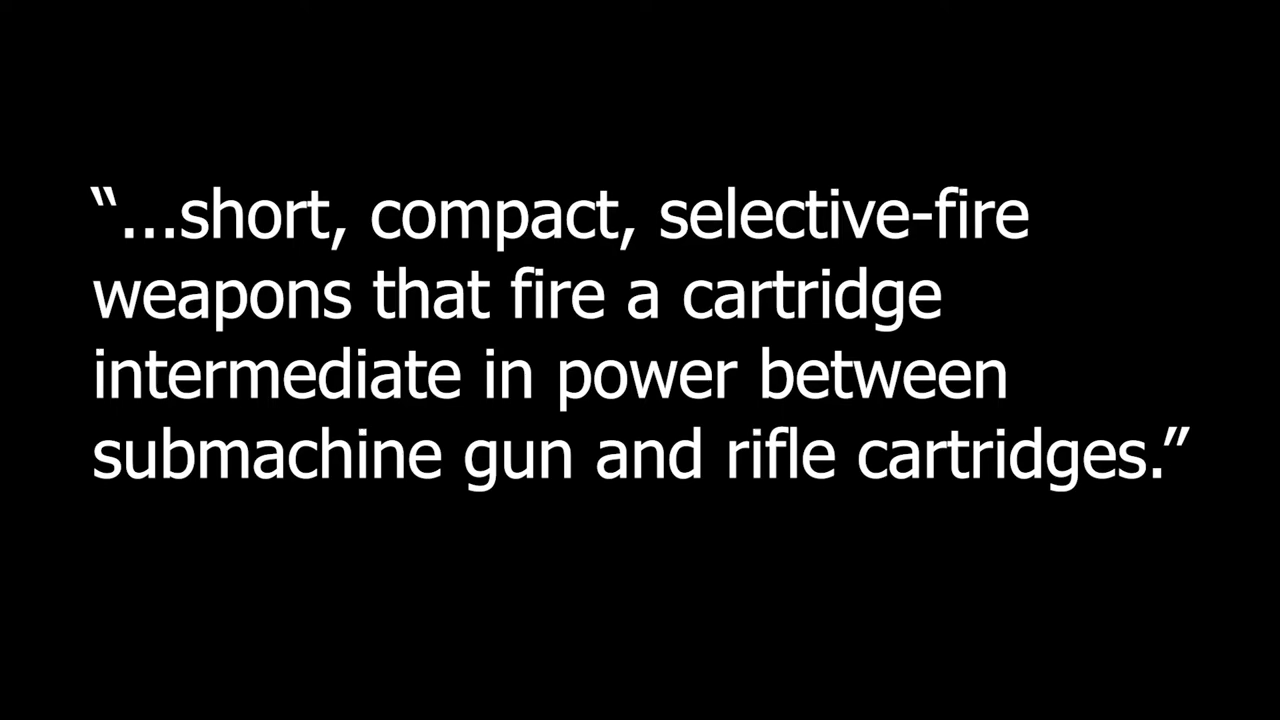 “...short, compact, selective-fire
weapons that fire a cartridge
intermediate in power between
submachine gun and rifle cartridges.”